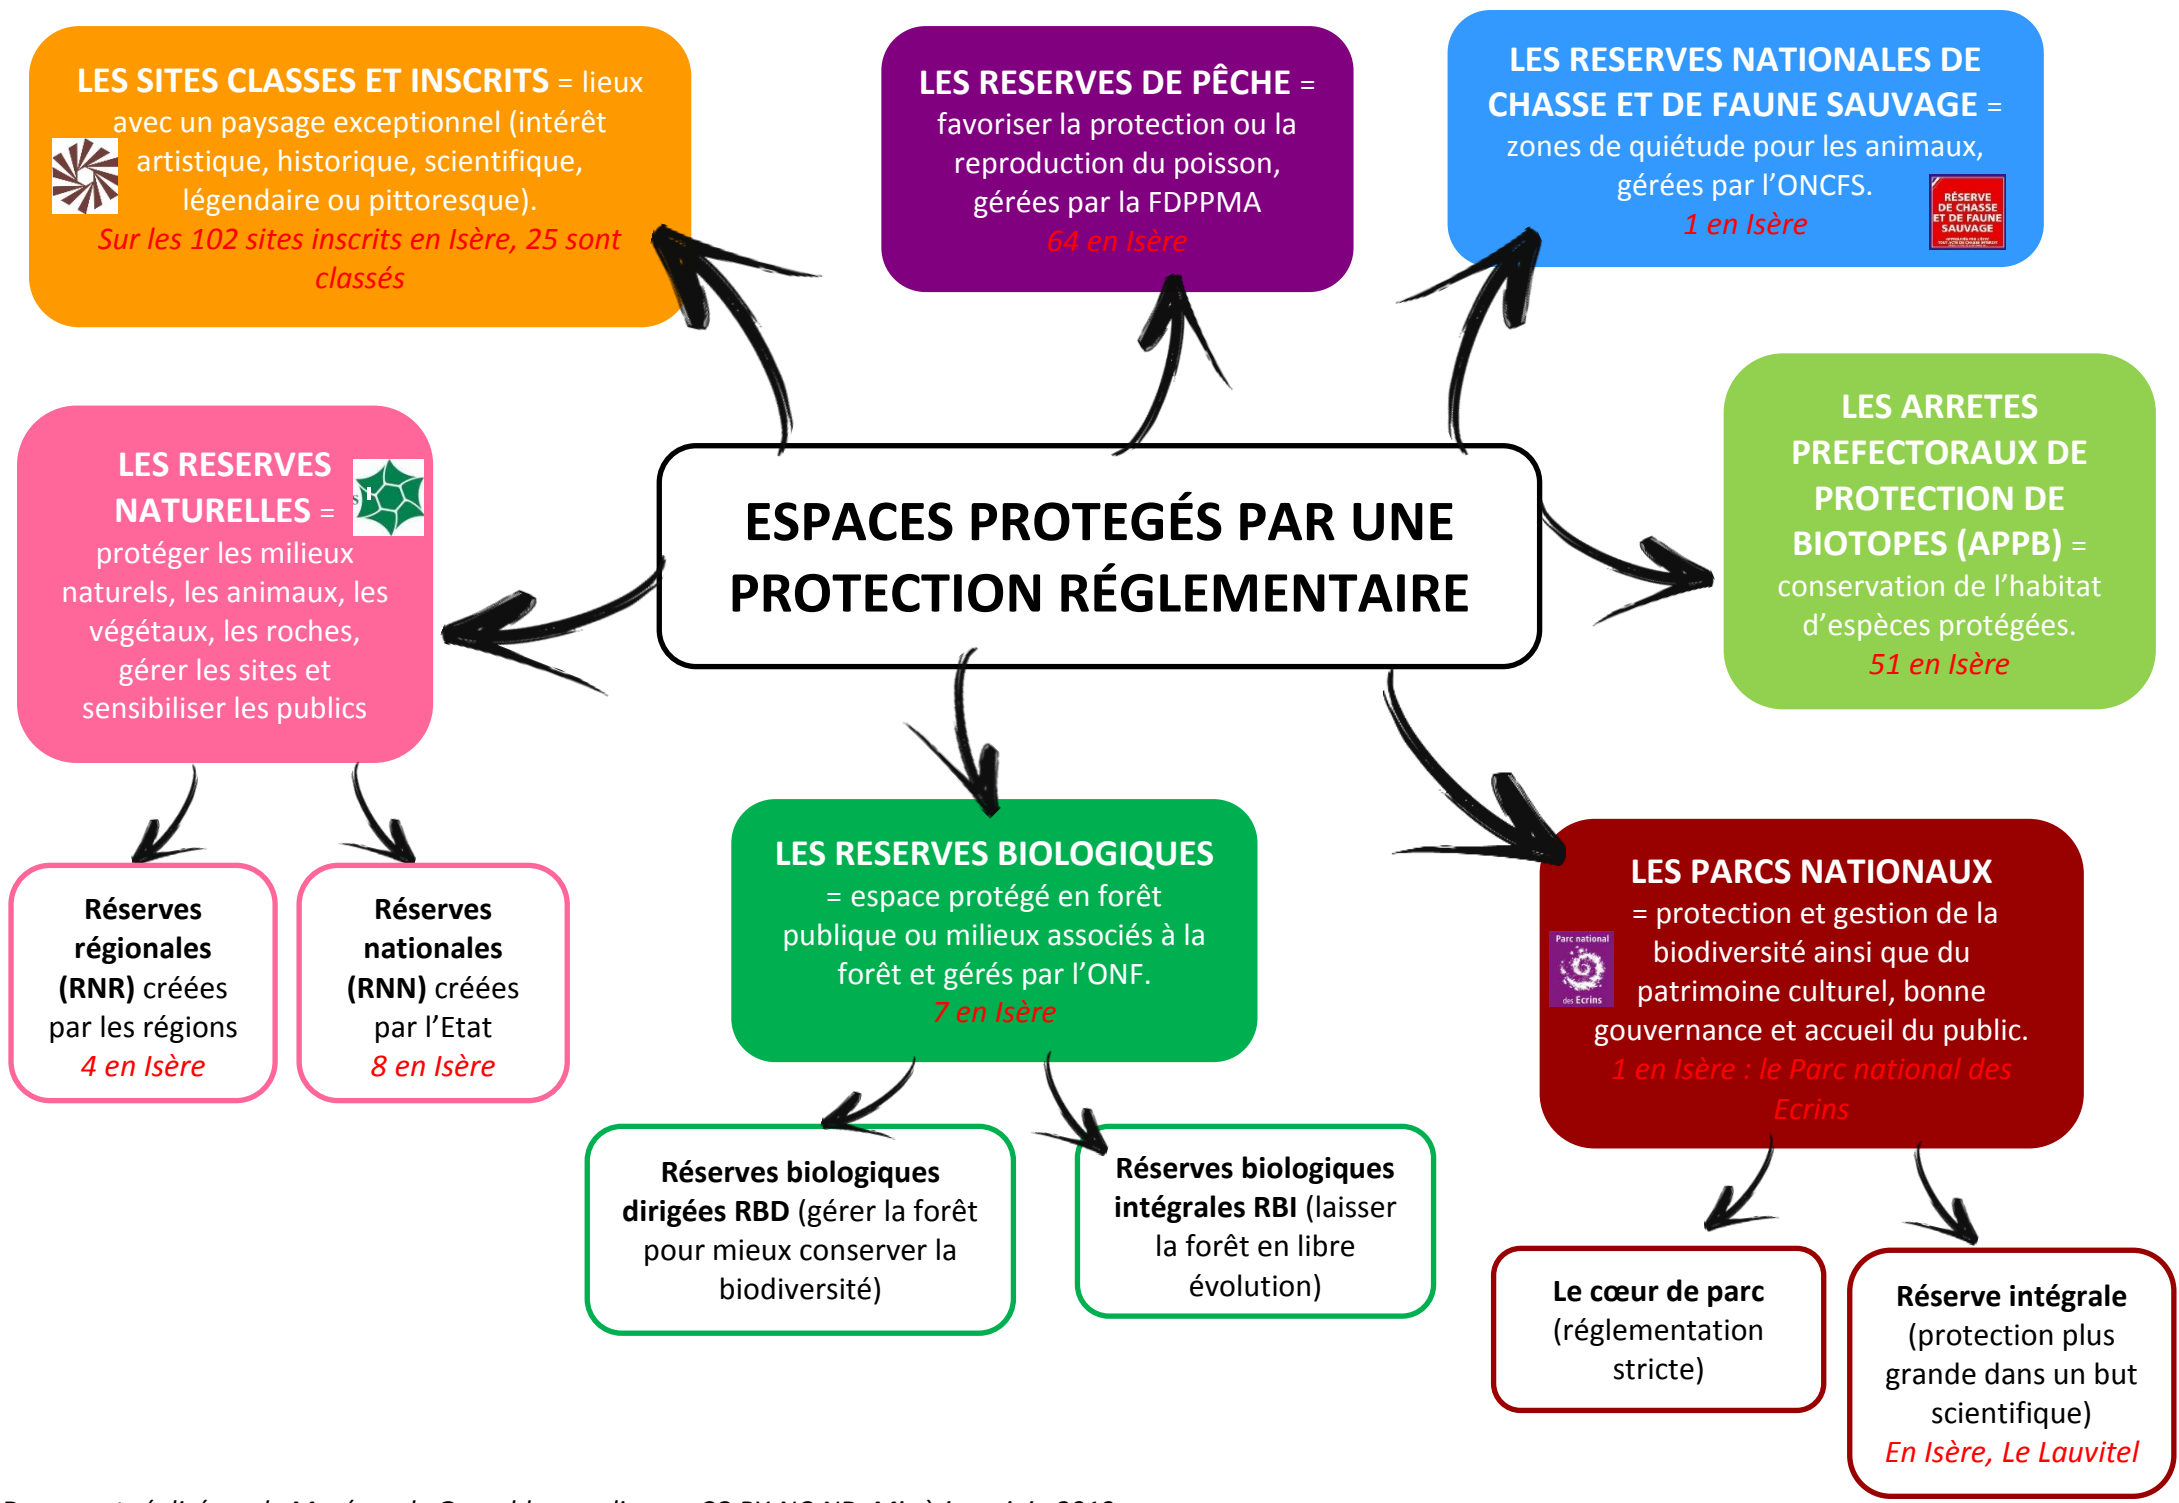 LES SITES CLASSES ET INSCRITS = lieux
avec un paysage exceptionnel (intérêt
artistique, historique, scientifique,
légendaire ou pittoresque).
Sur les 102 sites inscrits en Isère, 25 sont
classés
LES RESERVES DE PÊCHE =
favoriser la protection ou la
reproduction du poisson,
gérées par la FDPPMA
64 en Isère
LES RESERVES NATIONALES DE
CHASSE ET DE FAUNE SAUVAGE =
zones de quiétude pour les animaux,
gérées par l’ONCFS.
1 en Isère
RÉSERVE
DE CHASSE
ET DE FAUNE
SAUVAGE
LES ARRETES
PREFECTORAUX DE
PROTECTION DE
BIOTOPES (APPB) =
conservation de l’habitat
d’espèces protégées.
51 en Isère
LES RESERVES
NATURELLES =
protéger les milieux
naturels, les animaux, les
végétaux, les roches,
gérer les sites et
sensibiliser les publics
ESPACES PROTEGÉS PAR UNE
PROTECTION RÉGLEMENTAIRE
Réserves
régionales
(RNR) créées
par les régions
4 en Isère
Réserves
nationales
(RNN) créées
par l’Etat
8 en Isère
LES RESERVES BIOLOGIQUES
= espace protégé en forêt
publique ou milieux associés à la
forêt et gérés par l’ONF.
7 en Isère
LES PARCS NATIONAUX
= protection et gestion de la
biodiversité ainsi que du
patrimoine culturel, bonne
gouvernance et accueil du public.
1 en Isère : le Parc national des
Ecrins
Parc national
des Ecrins
Réserves biologiques
dirigées RBD (gérer la forêt
pour mieux conserver la
biodiversité)
Réserves biologiques
intégrales RBI (laisser
la forêt en libre
évolution)
Le cœur de parc
(réglementation
stricte)
Réserve intégrale
(protection plus
grande dans un but
scientifique)
En Isère, Le Lauvitel